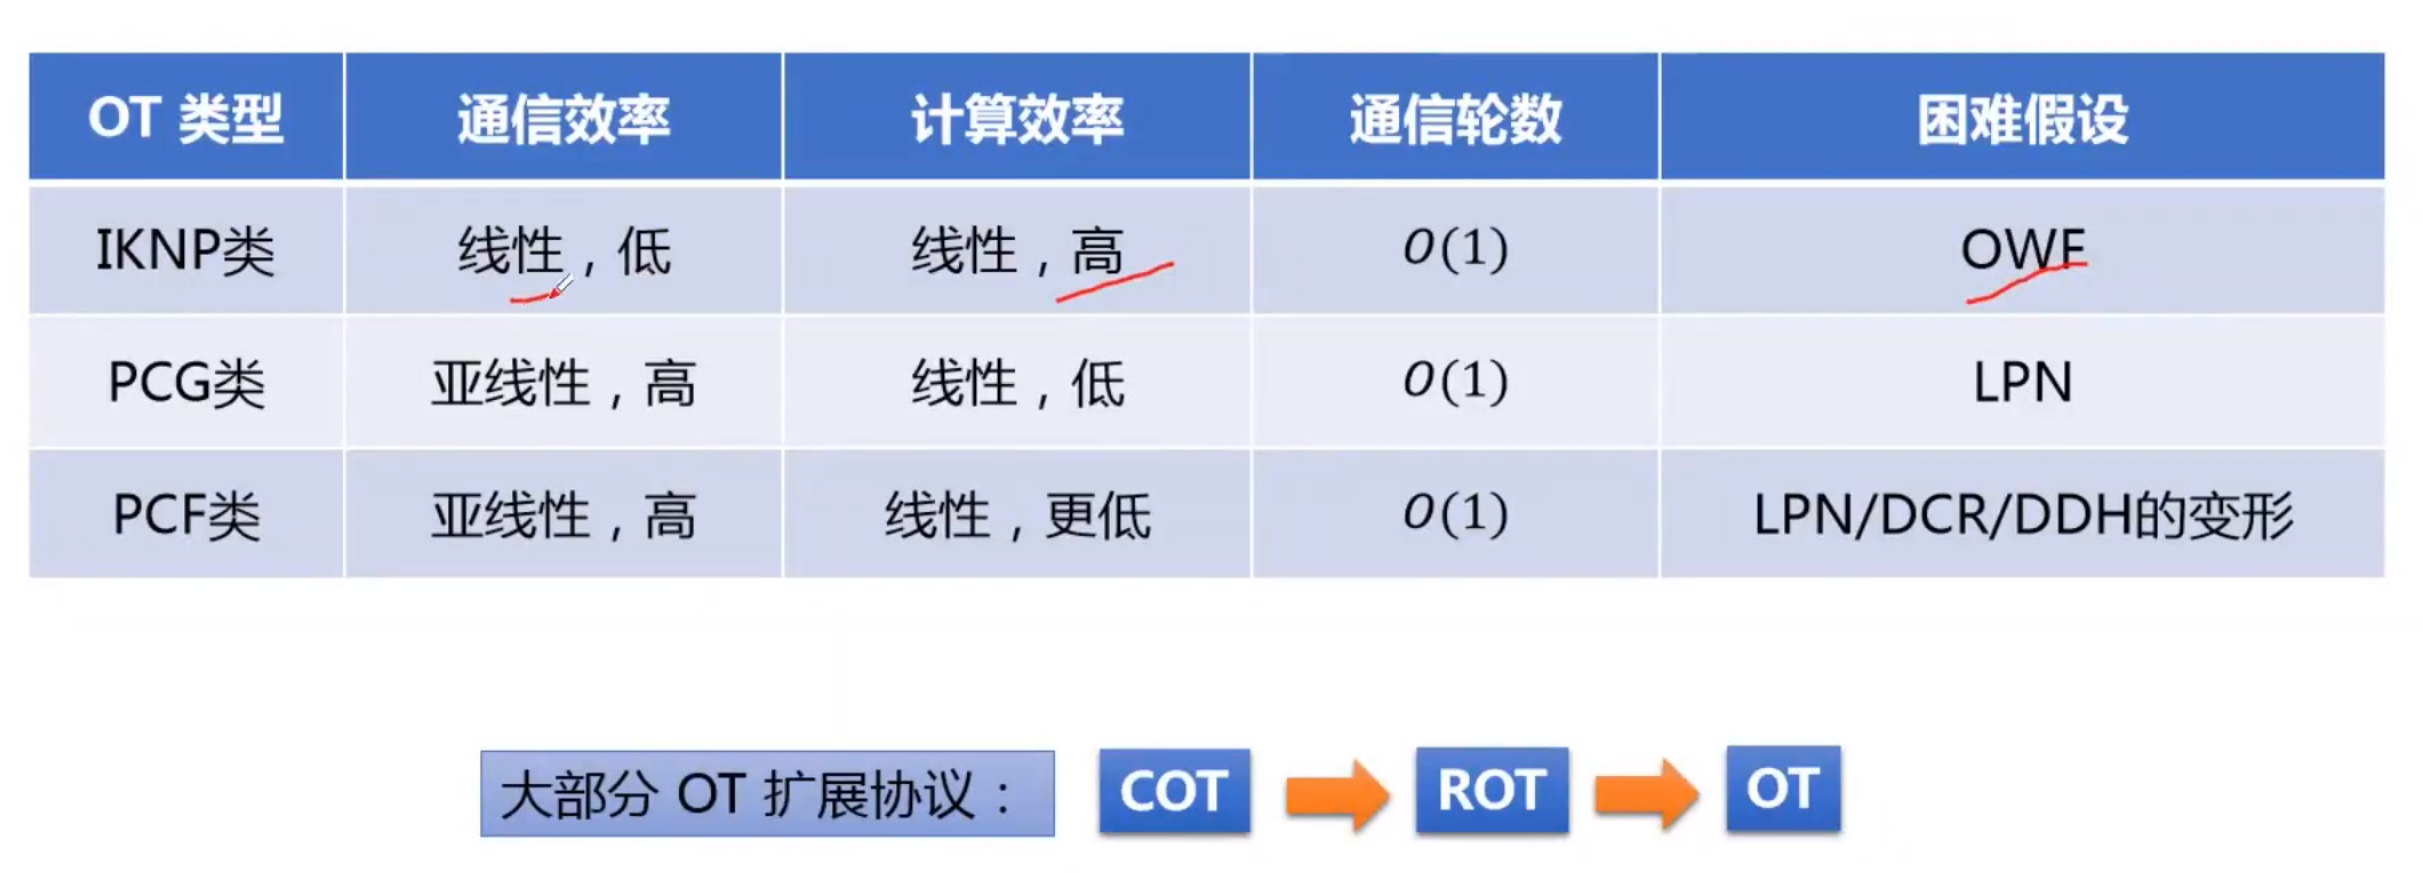 OT 类型 通信效率 计算效率 通信轮数 困难假设
IKNP类 线性，低 线性，高 O(1) OWF
PCG类 亚线性，高 线性，低 O(1) LPN
PCF类 亚线性，高 线性，更低 O(1) LPN/DCR/DDH的变形
大部分 OT 扩展协议： COT ROT OT